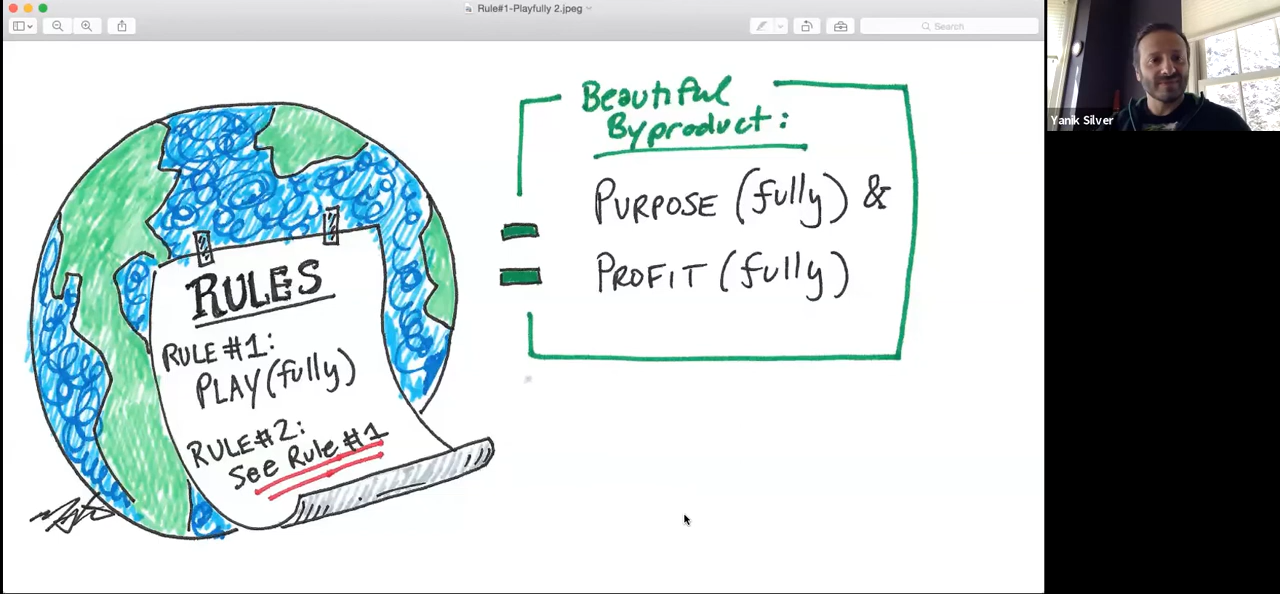 Rule#1-Playfully 2.jpeg
Search
Yanik Silver
RULES
RULE #1:
PLAY (fully)
RULE #2:
See Rule #1
Beautiful
Byproduct:
PURPOSE (fully) &
PROFIT (fully)